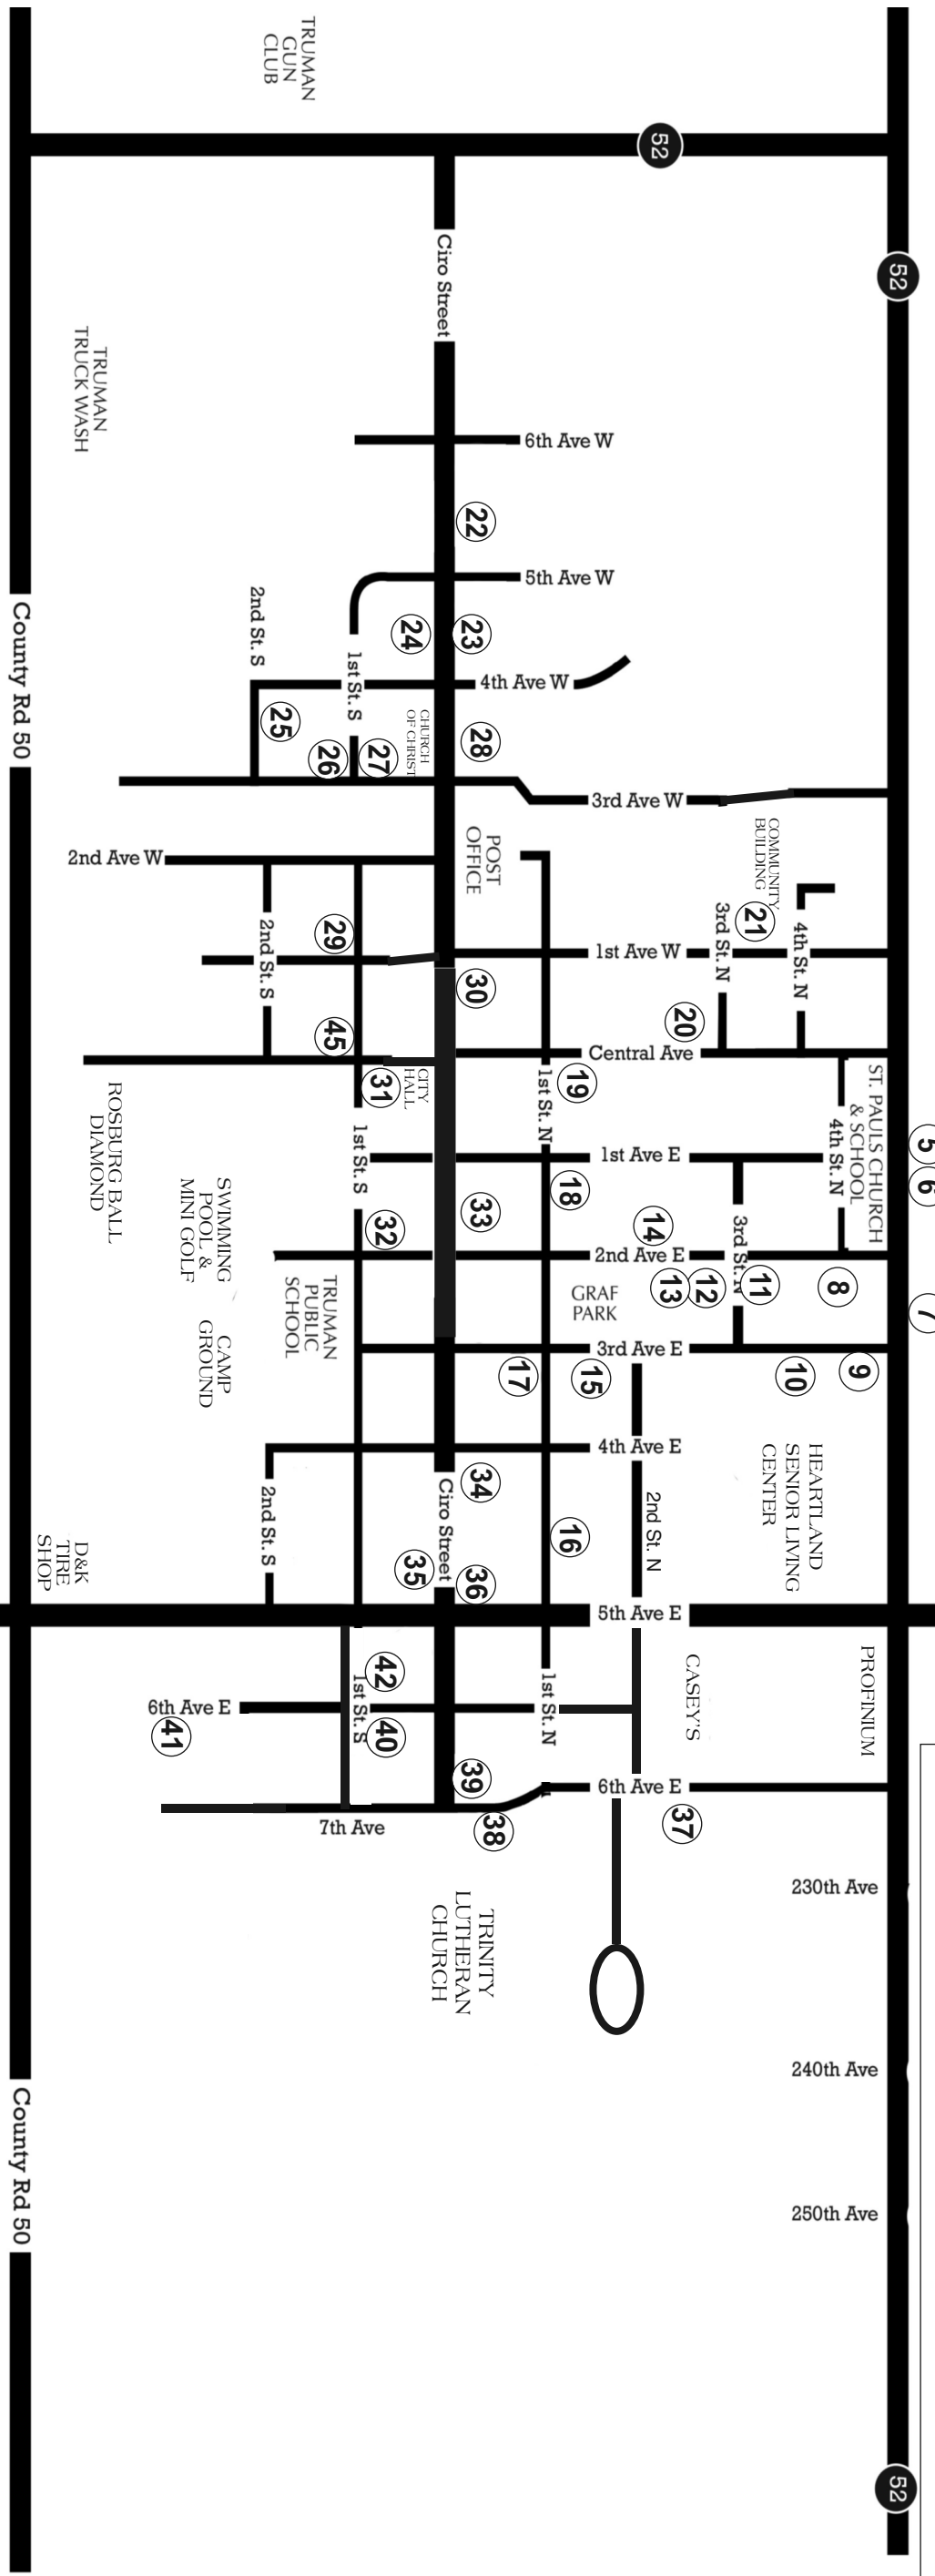 TRUMAN
GUN
CLUB
52
52
Ciro Street
TRUMAN
TRUCK WASH
6th Ave W
22
5th Ave W
2nd St. S
County Rd 50
24
23
1st St. S
4th Ave W
25
26
27
CHURCH
OF CHRIST
28
3rd Ave W
2nd Ave W
POST
OFFICE
COMMUNITY
BUILDING
21
3rd St. N
4th St. N
29
2nd St. S
1st Ave W
30
20
45
Central Ave
31
CITY
HALL
19
1st St. N
ST. PAULS CHURCH
& SCHOOL
4th St. N
5
6
ROSBURG BALL
DIAMOND
1st St. S
1st Ave E
18
SWIMMING
POOL &
MINI GOLF
32
33
14
3rd St. N
2nd Ave E
13
12
11
8
7
GRAF
PARK
TRUMAN
PUBLIC
SCHOOL
CAMP
GROUND
3rd Ave E
17
15
10
9
4th Ave E
34
HEARTLAND
SENIOR LIVING
CENTER
2nd St. S
Ciro Street
2nd St. N
16
D&K
TIRE
SHOP
35
36
5th Ave E
42
1st St. S
1st St. N
CASEY'S
PROFINIUM
6th Ave E
41
40
39
6th Ave E
7th Ave
38
37
230th Ave
TRINITY
LUTHERAN
CHURCH
240th Ave
County Rd 50
250th Ave
52